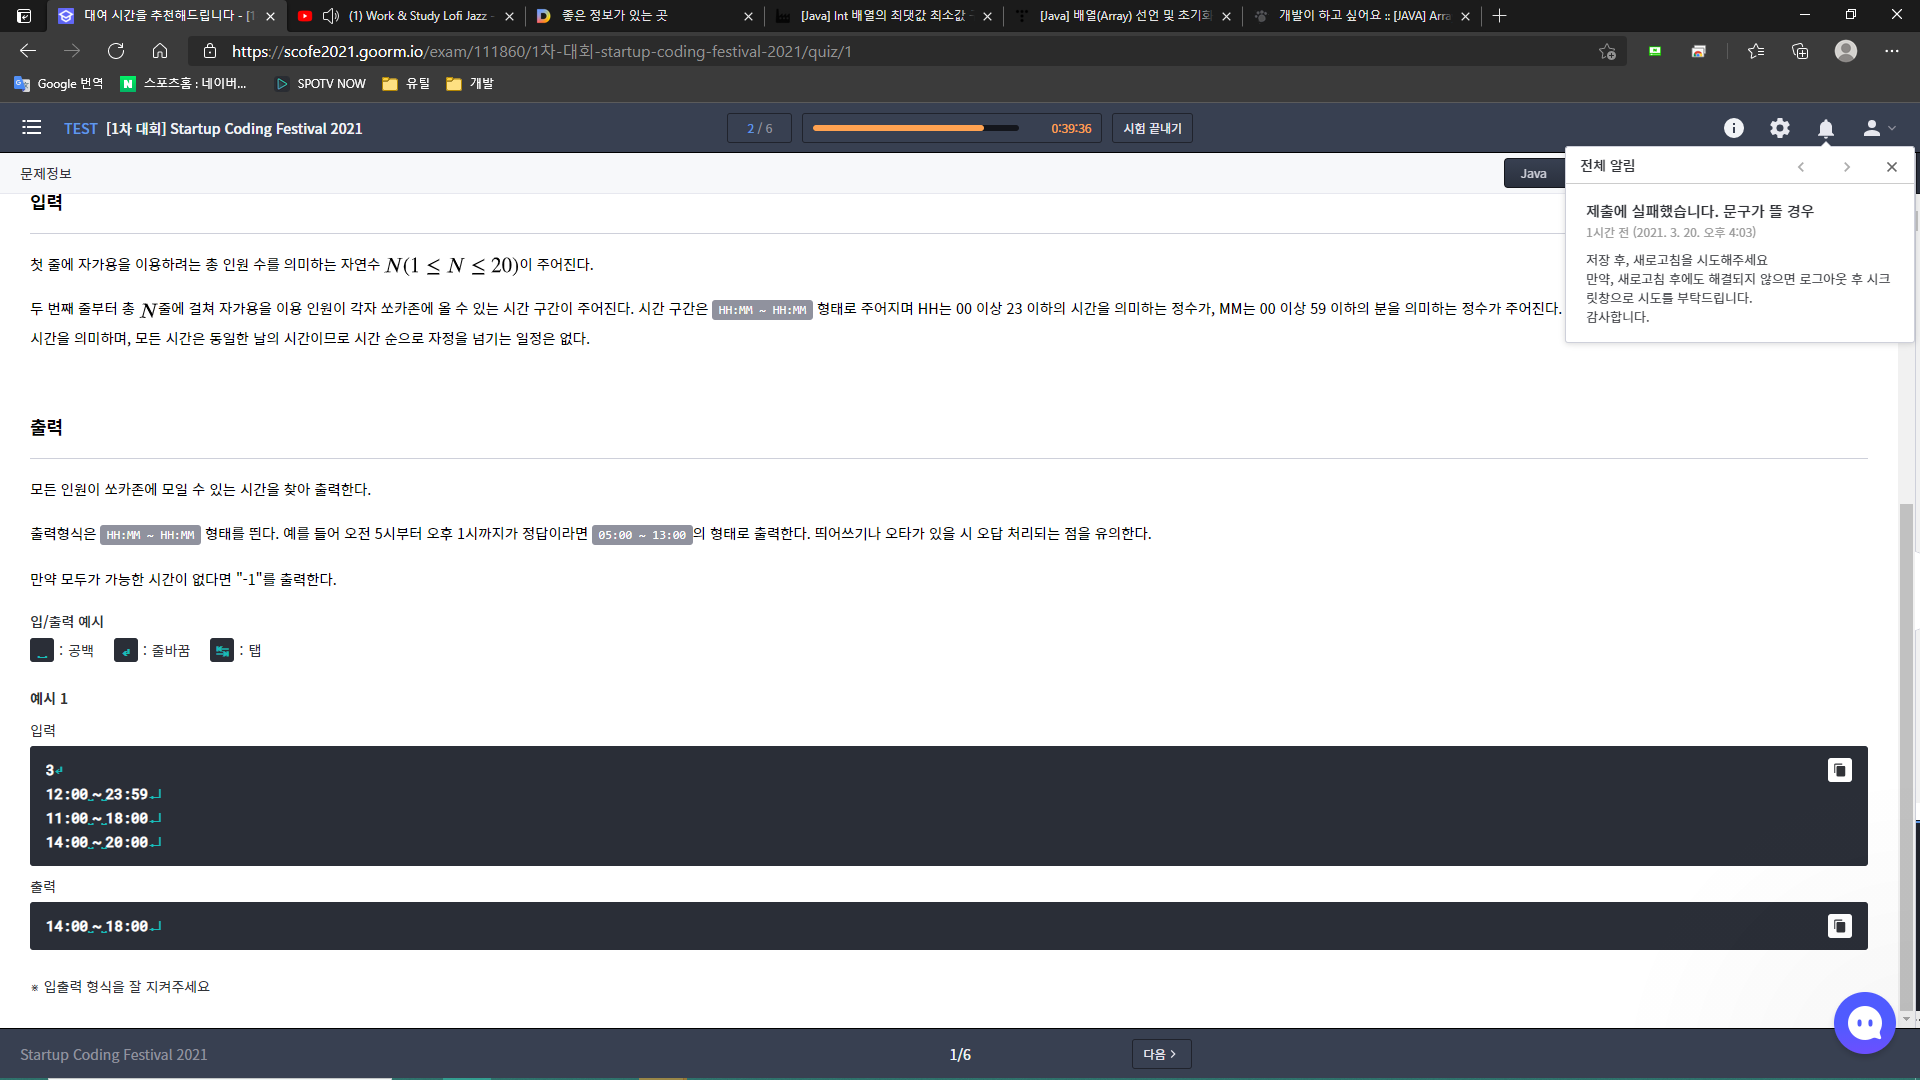 대여 시간을 추천해드립니다 - [1
(1) Work & Study Lofi Jazz -
좋은 정보가 있는 곳
[Java] Int 배열의 최댓값 최소값 -
[Java] 배열(Array) 선언 및 초기화
개발이 하고 싶어요 :: [JAVA] Arra
https://scofe2021.goorm.io/exam/111860/1차-대회-startup-coding-festival-2021/quiz/1
Google 번역
스포츠홈 : 네이버...
SPOTV NOW
유틸
개발
TEST [1차 대회] Startup Coding Festival 2021
2 / 6
0:39:36
시험 끝내기
문제정보
Java
전체 알림
제출에 실패했습니다. 문구가 뜰 경우
1시간 전 (2021. 3. 20. 오후 4:03)
저장 후, 새로고침을 시도해주세요
만약, 새로고침 후에도 해결되지 않으면 로그아웃 후 시크
릿창으로 시도를 부탁드립니다.
감사합니다.
입력
첫 줄에 자가용을 이용하려는 총 인원 수를 의미하는 자연수 N(1 ≤ N ≤ 20)이 주어진다.
두 번째 줄부터 총 N줄에 걸쳐 자가용을 이용 인원이 각자 쏘카존에 올 수 있는 시간 구간이 주어진다. 시간 구간은 HH:MM ~ HH:MM 형태로 주어지며 HH는 00 이상 23 이하의 시간을 의미하는 정수가, MM는 00 이상 59 이하의 분을 의미하는 정수가 주어진다.
시간을 의미하며, 모든 시간은 동일한 날의 시간이므로 시간 순으로 자정을 넘기는 일정은 없다.
출력
모든 인원이 쏘카존에 모일 수 있는 시간을 찾아 출력한다.
출력형식은 HH:MM ~ HH:MM 형태를 띈다. 예를 들어 오전 5시부터 오후 1시까지가 정답이라면 05:00 ~ 13:00의 형태로 출력한다. 띄어쓰기나 오타가 있을 시 오답 처리되는 점을 유의한다.
만약 모두가 가능한 시간이 없다면 "-1"를 출력한다.
입/출력 예시
: 공백 : 줄바꿈 : 탭
예시 1
입력
3
12:00 ~ 23:59
11:00 ~ 18:00
14:00 ~ 20:00
출력
14:00 ~ 18:00
※ 입출력 형식을 잘 지켜주세요
Startup Coding Festival 2021
1/6
다음